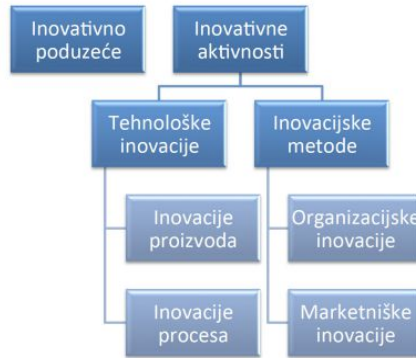 Inovativno
poduzeće
Inovativne
aktivnosti
Tehnološke
inovacije
Inovacijske
metode
Inovacije
proizvoda
Organizacijske
inovacije
Inovacije
procesa
Marketniške
inovacije